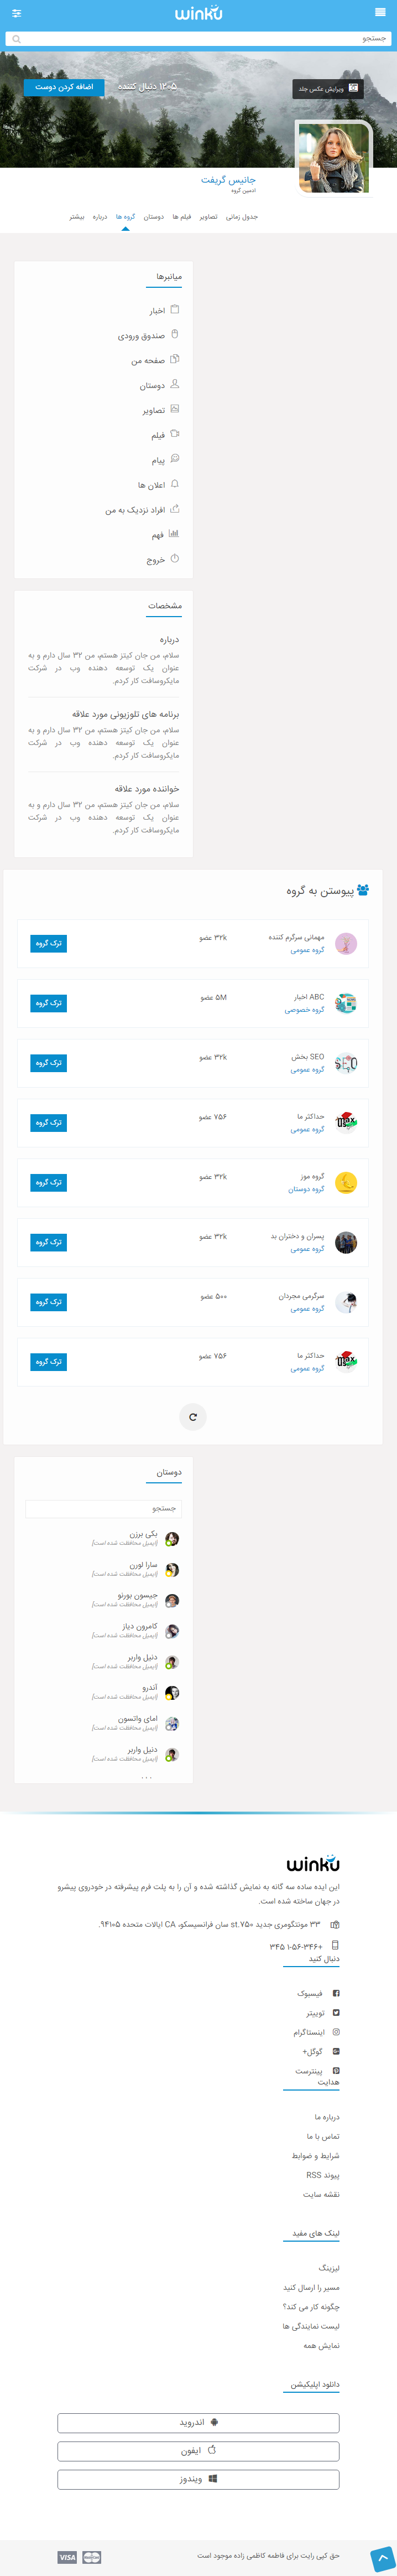 winku
جستجو
ویرایش عکس جلد
۱۲۰۵ دنبال کننده
اضافه کردن دوست
جانیس گریفت
ادمین گروه
جدول زمانی
تصاویر
فیلم ها
دوستان
گروه ها
درباره
بیشتر
میانبرها
اخبار
صندوق ورودی
صفحه من
دوستان
تصاویر
فیلم
پیام
اعلان ها
افراد نزدیک به من
فهم
خروج
مشخصات
درباره
سلام، من جان کیتز هستم، من ۳۲ سال دارم و به
عنوان یک توسعه دهنده وب در شرکت
مایکروسافت کار کردم.
برنامه های تلوزیونی مورد علاقه
سلام، من جان کیتز هستم، من ۳۲ سال دارم و به
عنوان یک توسعه دهنده وب در شرکت
مایکروسافت کار کردم.
خواننده مورد علاقه
سلام، من جان کیتز هستم، من ۳۲ سال دارم و به
عنوان یک توسعه دهنده وب در شرکت
مایکروسافت کار کردم.
پیوستن به گروه
مهمانی سرگرم کننده
گروه عمومی
۳۲k عضو
ترک گروه
ABC اخبار
گروه خصوصی
۵M عضو
ترک گروه
SEO بخش
گروه عمومی
۳۲k عضو
ترک گروه
حداکثر ما
گروه عمومی
۷۵۶ عضو
ترک گروه
گروه موز
گروه دوستان
۳۲k عضو
ترک گروه
پسران و دختران بد
گروه عمومی
۳۲k عضو
ترک گروه
سرگرمی مجردان
گروه عمومی
۵۰۰ عضو
ترک گروه
حداکثر ما
گروه عمومی
۷۵۶ عضو
ترک گروه
دوستان
جستجو
بکی برزن
[ایمیل محافظت شده است]
سارا لورن
[ایمیل محافظت شده است]
جیسون بورنو
[ایمیل محافظت شده است]
کامرون دیاز
[ایمیل محافظت شده است]
دنیل واربر
[ایمیل محافظت شده است]
آندرو
[ایمیل محافظت شده است]
امای واتسون
[ایمیل محافظت شده است]
دنیل واربر
[ایمیل محافظت شده است]
winku
این ایده ساده سه گانه به نمایش گذاشته شده و آن را به پلت فرم پیشرفته در خودروی پیشرو
در جهان ساخته شده است.
۳۳ مونتگومری جدید st.۷۵۰ سان فرانسیسکو، CA ایالات متحده ۹۴۱۰۵.
+۱-۵۶-۳۴۶ ۳۴۵
دنبال کنید
فیسبوک
توییتر
اینستاگرام
گوگل+
پینترست
هدایت
درباره ما
تماس با ما
شرایط و ضوابط
پیوند RSS
نقشه سایت
لینک های مفید
لیزینگ
مسیر را ارسال کنید
چگونه کار می کند؟
لیست نمایندگی ها
نمایش همه
دانلود اپلیکیشن
اندروید
ایفون
ویندوز
حق کپی رایت برای فاطمه کاظمی زاده موجود است
VISA